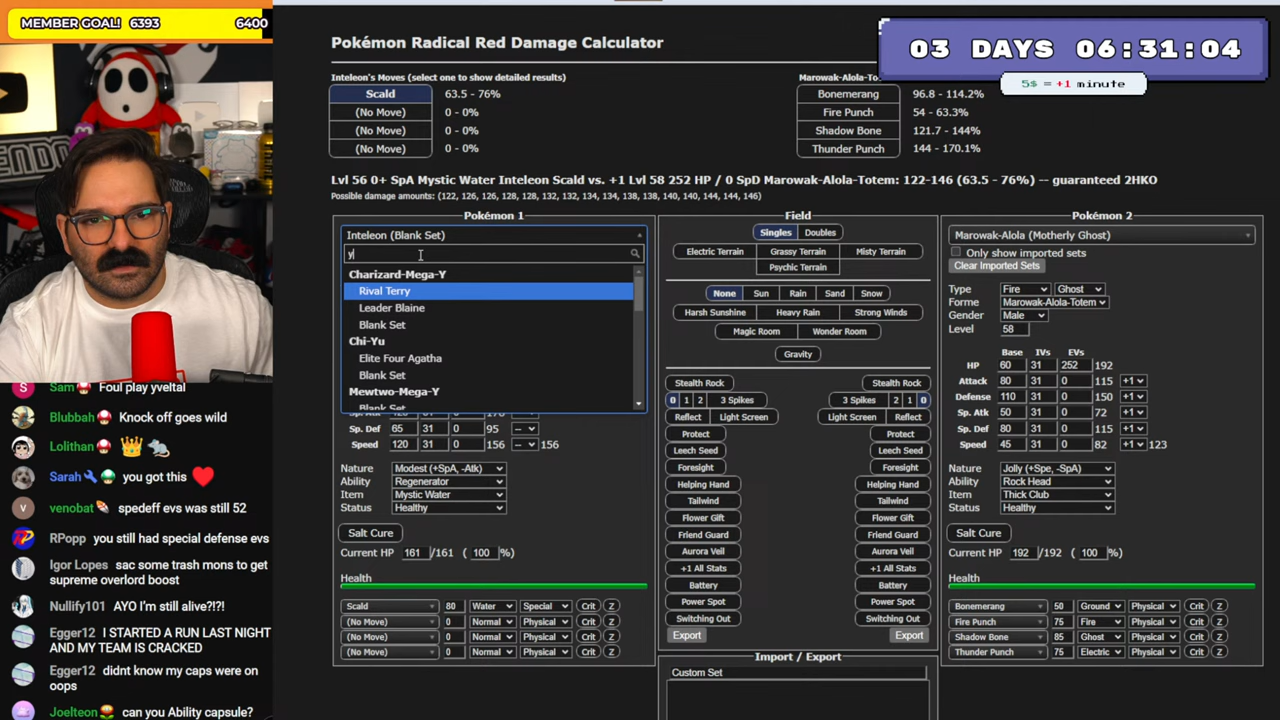 MEMBER GOAL! 6393 6400
03 DAYS 06:31:04
5$ = +1 minute
Pokémon Radical Red Damage Calculator
Inteleon's Moves (select one to show detailed results)
Scald 63.5 - 76%
(No Move) 0 - 0%
(No Move) 0 - 0%
(No Move) 0 - 0%
Bonemerang 96.8 - 114.2%
Fire Punch 54 - 63.3%
Shadow Bone 121.7 - 144%
Thunder Punch 144 - 170.1%
Lvl 56 0+ SpA Mystic Water Inteleon Scald vs. +1 Lvl 58 252 HP / 0 SpD Marowak-Alola-Totem: 122-146 (63.5 - 76%) -- guaranteed 2HKO
Possible damage amounts: (122, 126, 126, 128, 128, 132, 132, 134, 134, 138, 138, 140, 140, 144, 144, 146)
Pokémon 1
Inteleon (Blank Set)
y
Charizard-Mega-Y
Rival Terry
Leader Blaine
Blank Set
Chi-Yu
Elite Four Agatha
Blank Set
Mewtwo-Mega-Y
Blank Set
Sp. Def 65 31 0 95 --
Speed 120 31 0 156 -- 156
Nature Modest (+SpA, -Atk)
Ability Regenerator
Item Mystic Water
Status Healthy
Salt Cure
Current HP 161 /161 ( 100 %)
Health
Scald 80 Water Special Crit Z
(No Move) 0 Normal Physical Crit Z
(No Move) 0 Normal Physical Crit Z
(No Move) 0 Normal Physical Crit Z
Field
Singles Doubles
Electric Terrain Grassy Terrain Misty Terrain
Psychic Terrain
None Sun Rain Sand Snow
Harsh Sunshine Heavy Rain Strong Winds
Magic Room Wonder Room
Gravity
Stealth Rock Stealth Rock
0 1 2 3 Spikes 3 Spikes 2 1 0
Reflect Light Screen Light Screen Reflect
Protect Protect
Leech Seed Leech Seed
Foresight Foresight
Helping Hand Helping Hand
Tailwind Tailwind
Flower Gift Flower Gift
Friend Guard Friend Guard
Aurora Veil Aurora Veil
+1 All Stats +1 All Stats
Battery Battery
Power Spot Power Spot
Switching Out Switching Out
Export Export
Import / Export
Custom Set
Pokémon 2
Marowak-Alola (Motherly Ghost)
Only show imported sets
Clear Imported Sets
Type Fire Ghost
Forme Marowak-Alola-Totem
Gender Male
Level 58
Base IVs EVs
HP 60 31 252 192
Attack 80 31 0 115 +1
Defense 110 31 0 150 +1
Sp. Atk 50 31 0 72 +1
Sp. Def 80 31 0 115 +1
Speed 45 31 0 82 +1 123
Nature Jolly (+Spe, -SpA)
Ability Rock Head
Item Thick Club
Status Healthy
Salt Cure
Current HP 192 /192 ( 100 %)
Health
Bonemerang 50 Ground Physical Crit Z
Fire Punch 75 Fire Physical Crit Z
Shadow Bone 85 Ghost Physical Crit Z
Thunder Punch 75 Electric Physical Crit Z
Sam Foul play yveltal
Blubbah Knock off goes wild
Lolithan
Sarah you got this
venobat spedeff evs was still 52
RPopp you still had special defense evs
Igor Lopes sac some trash mons to get
supreme overlord boost
Nullify101 AYO I'm still alive?!?!
Egger12 I STARTED A RUN LAST NIGHT
AND MY TEAM IS CRACKED
Egger12 didnt know my caps were on
oops
Joelteon can you Ability capsule?